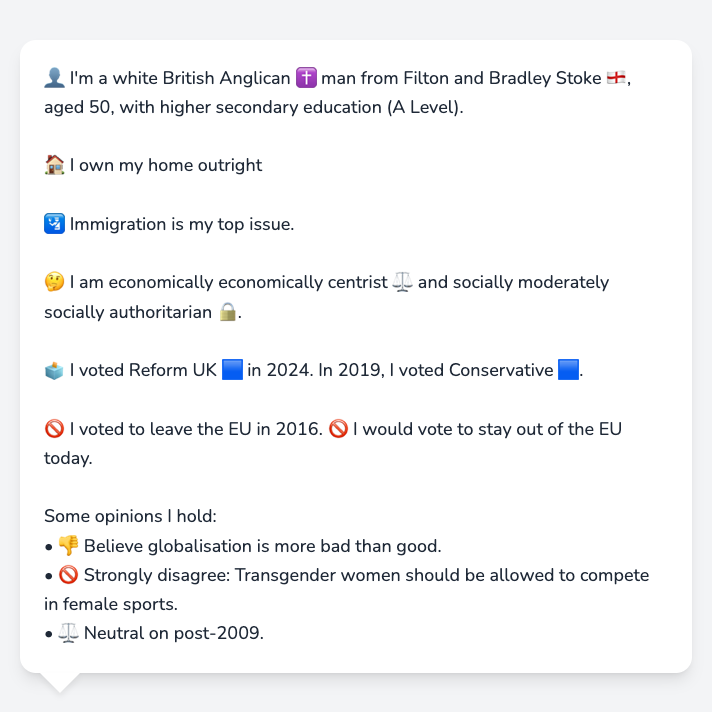 👤 I'm a white British Anglican ✝️ man from Filton and Bradley Stoke 🏴󠁧󠁢󠁥󠁮󠁧󠁿,
aged 50, with higher secondary education (A Level).
🏠 I own my home outright
🛂 Immigration is my top issue.
🤔 I am economically economically centrist ⚖️ and socially moderately
socially authoritarian 🔒.
🗳️ I voted Reform UK 🟦 in 2024. In 2019, I voted Conservative 🟦.
🚫 I voted to leave the EU in 2016. 🚫 I would vote to stay out of the EU
today.
Some opinions I hold:
• 👎 Believe globalisation is more bad than good.
• 🚫 Strongly disagree: Transgender women should be allowed to compete
in female sports.
• ⚖️ Neutral on post-2009.